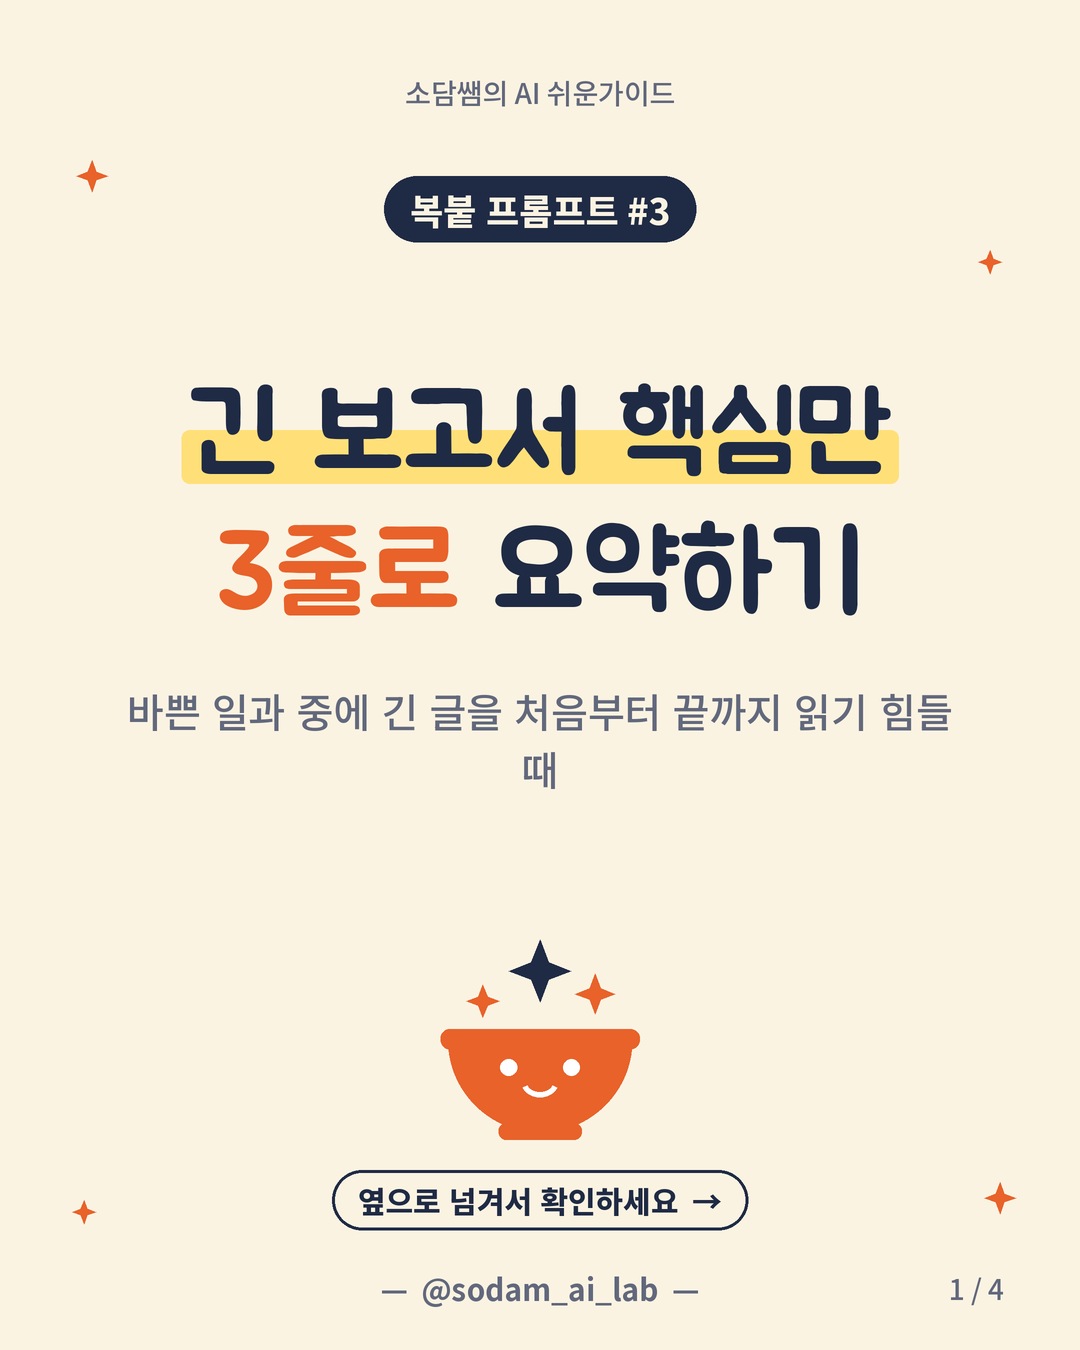 소담쌤의 AI 쉬운가이드
복붙 프롬프트 #3
긴 보고서 핵심만
3줄로 요약하기
바쁜 일과 중에 긴 글을 처음부터 끝까지 읽기 힘들
때
옆으로 넘겨서 확인하세요 →
— @sodam_ai_lab —
1 / 4